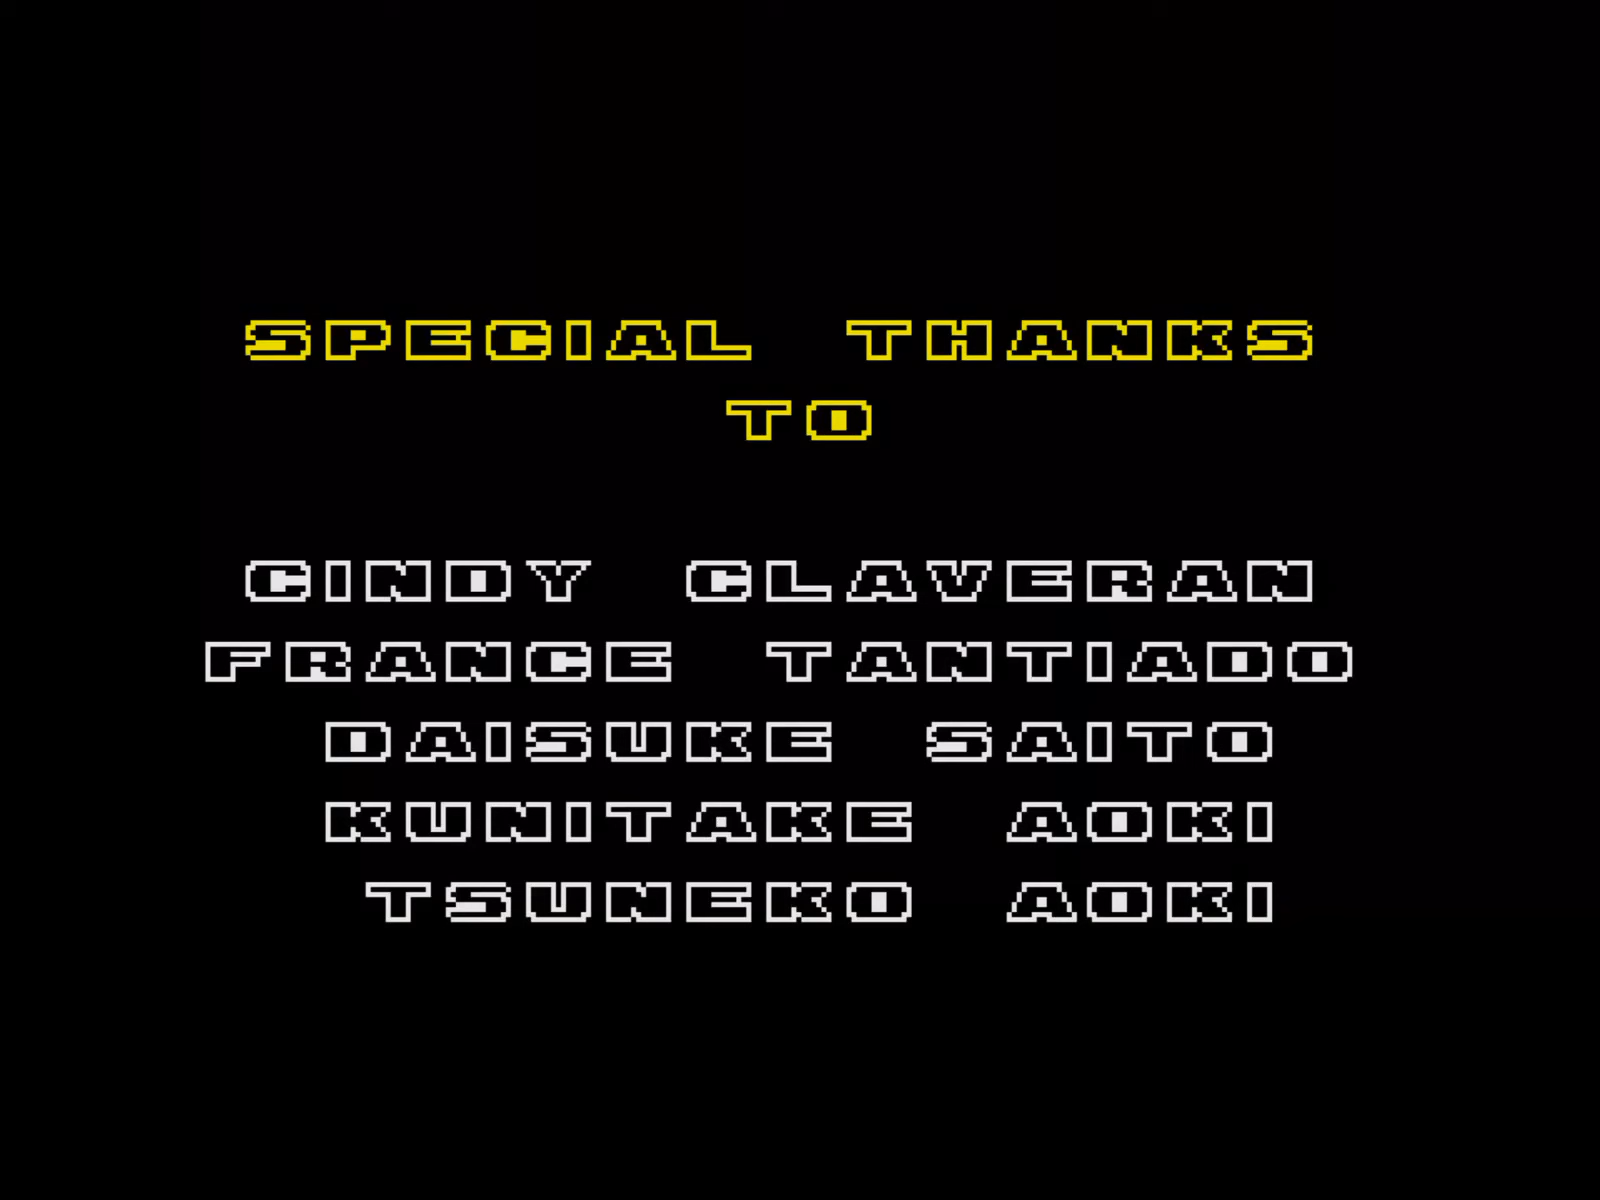 SPECIAL THANKS
TO
CINDY CLAVERAN
FRANCE TANTIADO
DAISUKE SAITO
KUNITAKE AOKI
TSUNEKO AOKI